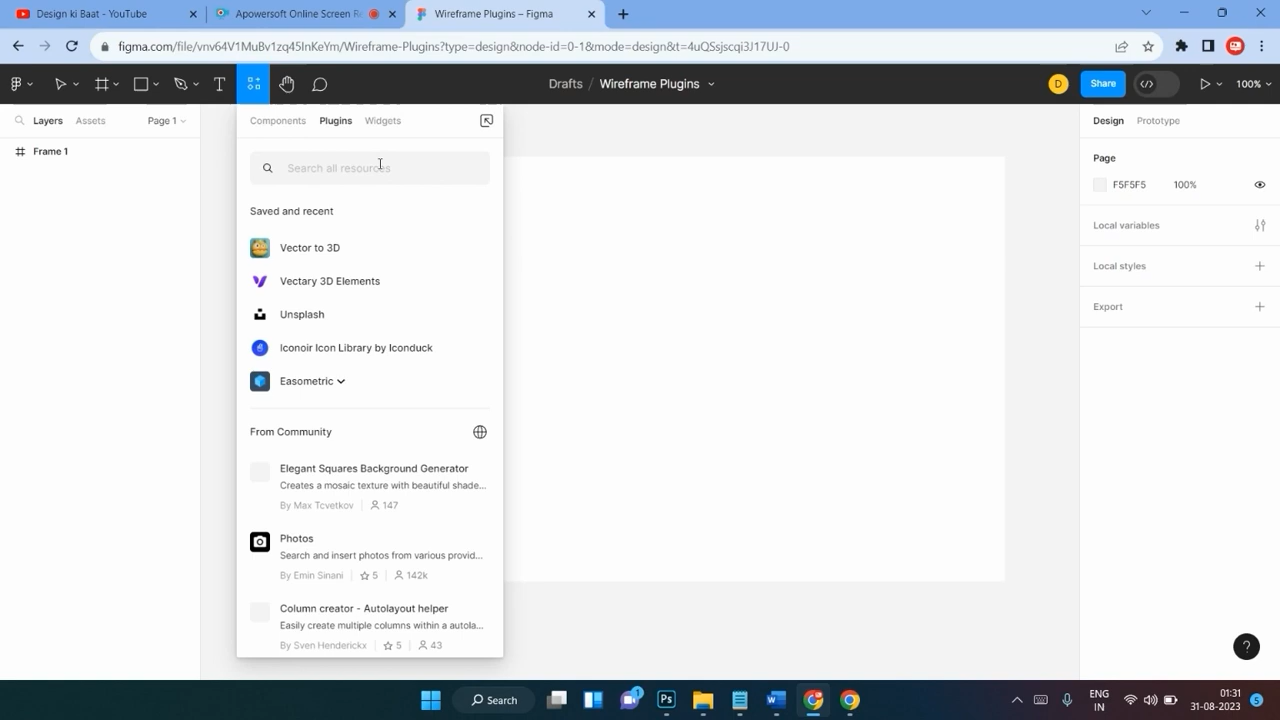 Design ki Baat - YouTube
Apowersoft Online Screen Re
Wireframe Plugins – Figma
figma.com/file/vnv64V1MuBv1zq45InKeYm/Wireframe-Plugins?type=design&node-id=0-1&mode=design&t=4uQSsjscqi3J17UJ-0
Drafts / Wireframe Plugins
D
Share
100%
Layers
Assets
Page 1
Components
Plugins
Widgets
Design
Prototype
Frame 1
Search all resources
Page
F5F5F5
100%
Saved and recent
Local variables
Vector to 3D
Local styles
Vectary 3D Elements
Export
Unsplash
Iconoir Icon Library by Iconduck
Easometric
From Community
Elegant Squares Background Generator
Creates a mosaic texture with beautiful shade...
By Max Tcvetkov
147
Photos
Search and insert photos from various provid...
By Emin Sinani
5
142k
Column creator - Autolayout helper
Easily create multiple columns within a autola...
By Sven Henderickx
5
43
?
Search
1
Ps
W
ENG
IN
01:31
31-08-2023
5